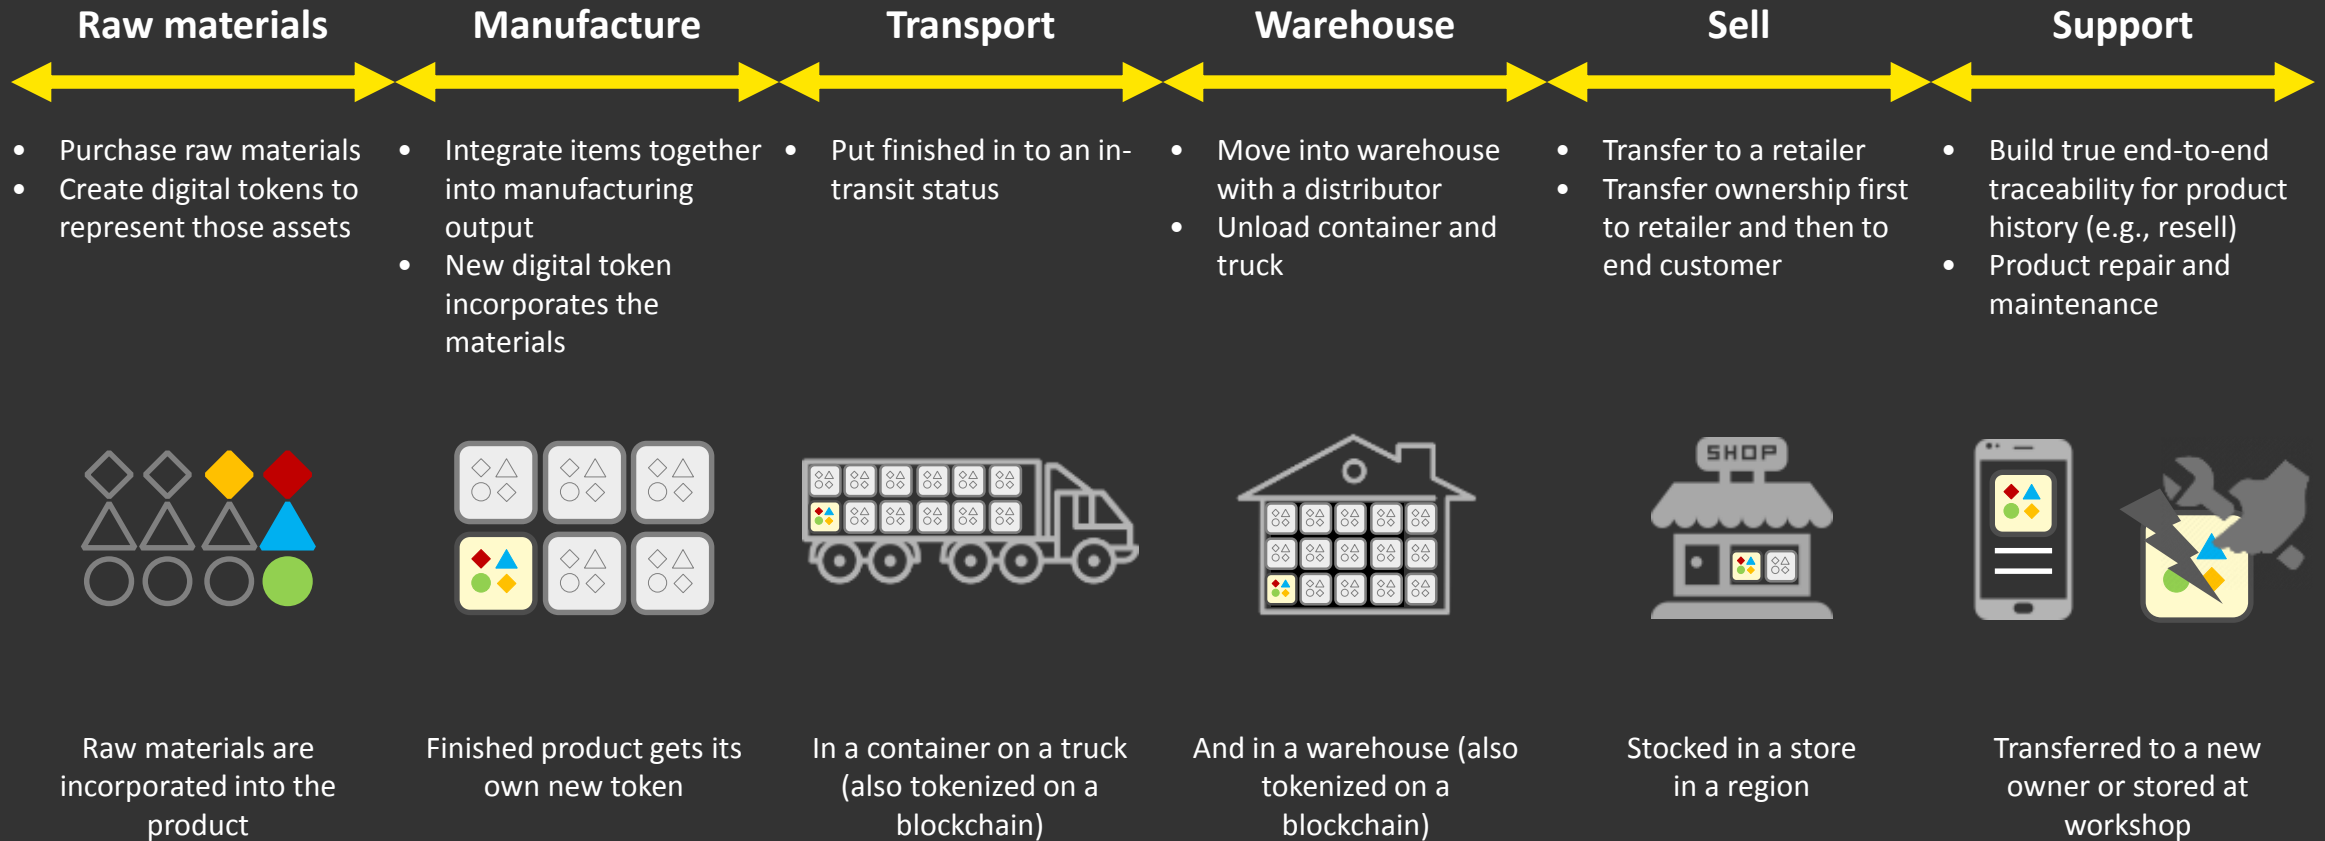 Raw materials
Manufacture
Transport
Warehouse
Sell
Support
• Purchase raw materials
• Create digital tokens to
represent those assets
• Integrate items together
into manufacturing
output
• New digital token
incorporates the
materials
• Put finished in to an in-
transit status
• Move into warehouse
with a distributor
• Unload container and
truck
• Transfer to a retailer
• Transfer ownership first
to retailer and then to
end customer
• Build true end-to-end
traceability for product
history (e.g., resell)
• Product repair and
maintenance
SHOP
Raw materials are
incorporated into the
product
Finished product gets its
own new token
In a container on a truck
(also tokenized on a
blockchain)
And in a warehouse (also
tokenized on a
blockchain)
Stocked in a store
in a region
Transferred to a new
owner or stored at
workshop